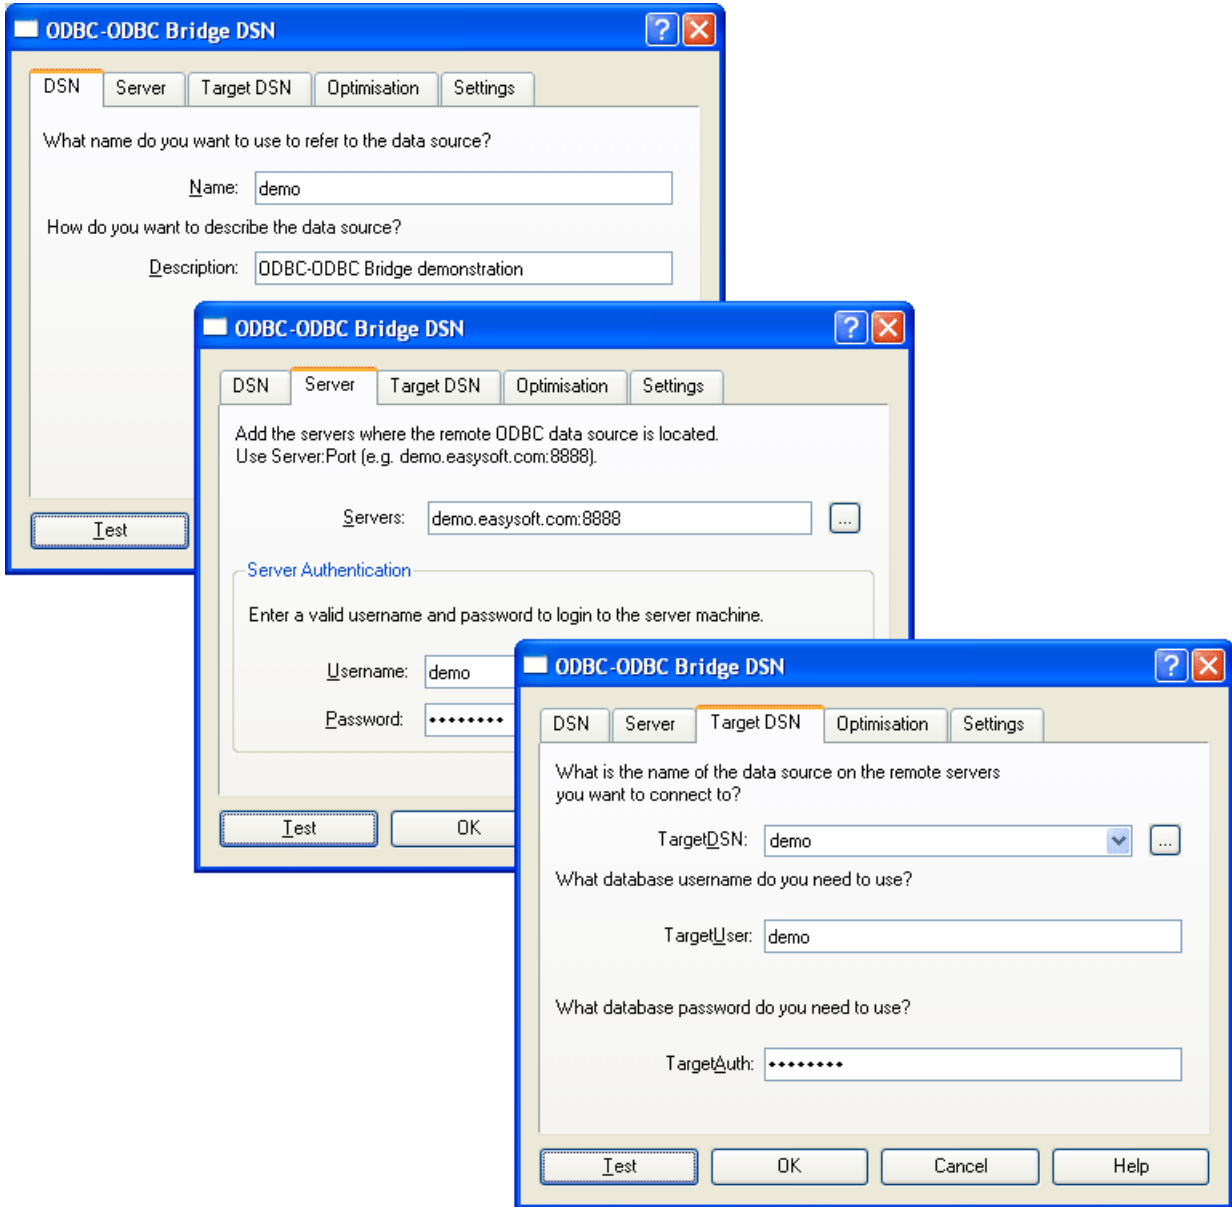 ODBC-ODBC Bridge DSN
DSN Server Target DSN Optimisation Settings
What name do you want to use to refer to the data source?
Name: demo
How do you want to describe the data source?
Description: ODBC-ODBC Bridge demonstration
Test
ODBC-ODBC Bridge DSN
DSN Server Target DSN Optimisation Settings
Add the servers where the remote ODBC data source is located.
Use Server:Port (e.g. demo.easysoft.com:8888).
Servers: demo.easysoft.com:8888 ...
Server Authentication
Enter a valid username and password to login to the server machine.
Username: demo
Password: ••••••••
Test OK
ODBC-ODBC Bridge DSN
DSN Server Target DSN Optimisation Settings
What is the name of the data source on the remote servers
you want to connect to?
TargetDSN: demo ...
What database username do you need to use?
TargetUser: demo
What database password do you need to use?
TargetAuth: ••••••••
Test OK Cancel Help